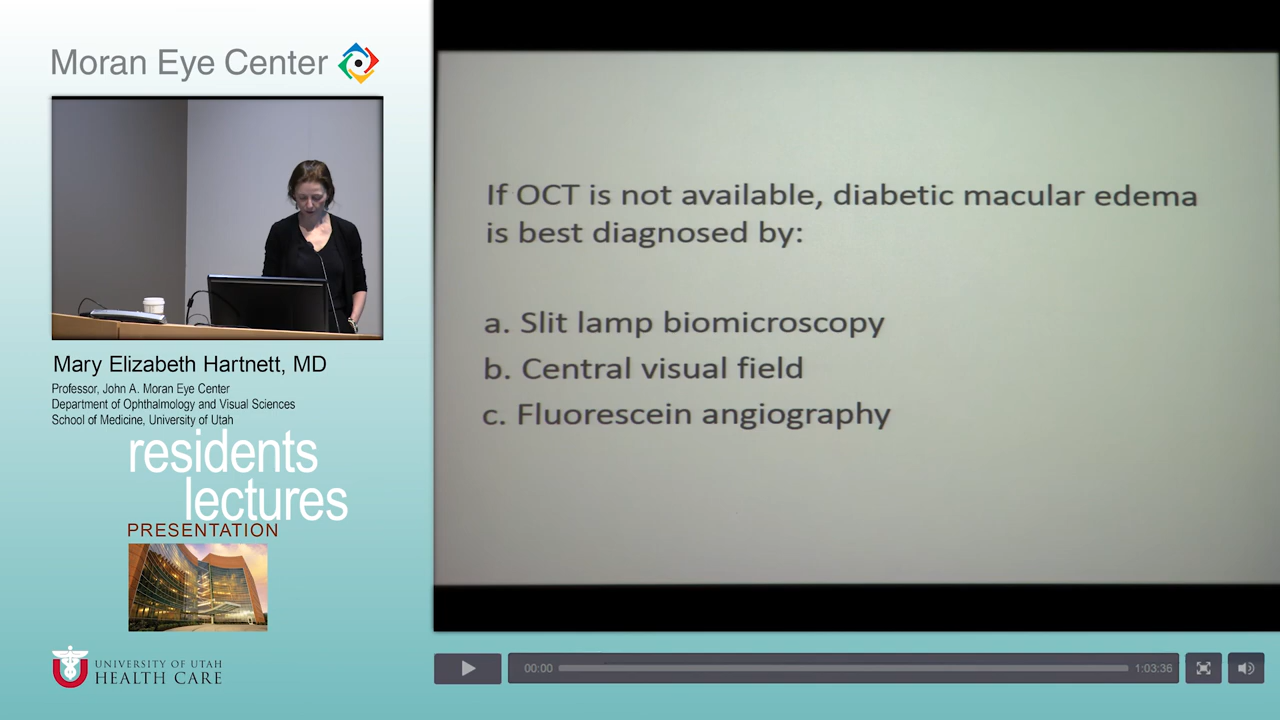 Moran Eye Center
Mary Elizabeth Hartnett, MD
Professor, John A. Moran Eye Center
Department of Ophthalmology and Visual Sciences
School of Medicine, University of Utah
residents
lectures
PRESENTATION
UNIVERSITY OF UTAH
HEALTH CARE
If OCT is not available, diabetic macular edema
is best diagnosed by:
a. Slit lamp biomicroscopy
b. Central visual field
c. Fluorescein angiography
00:00
1:03:36